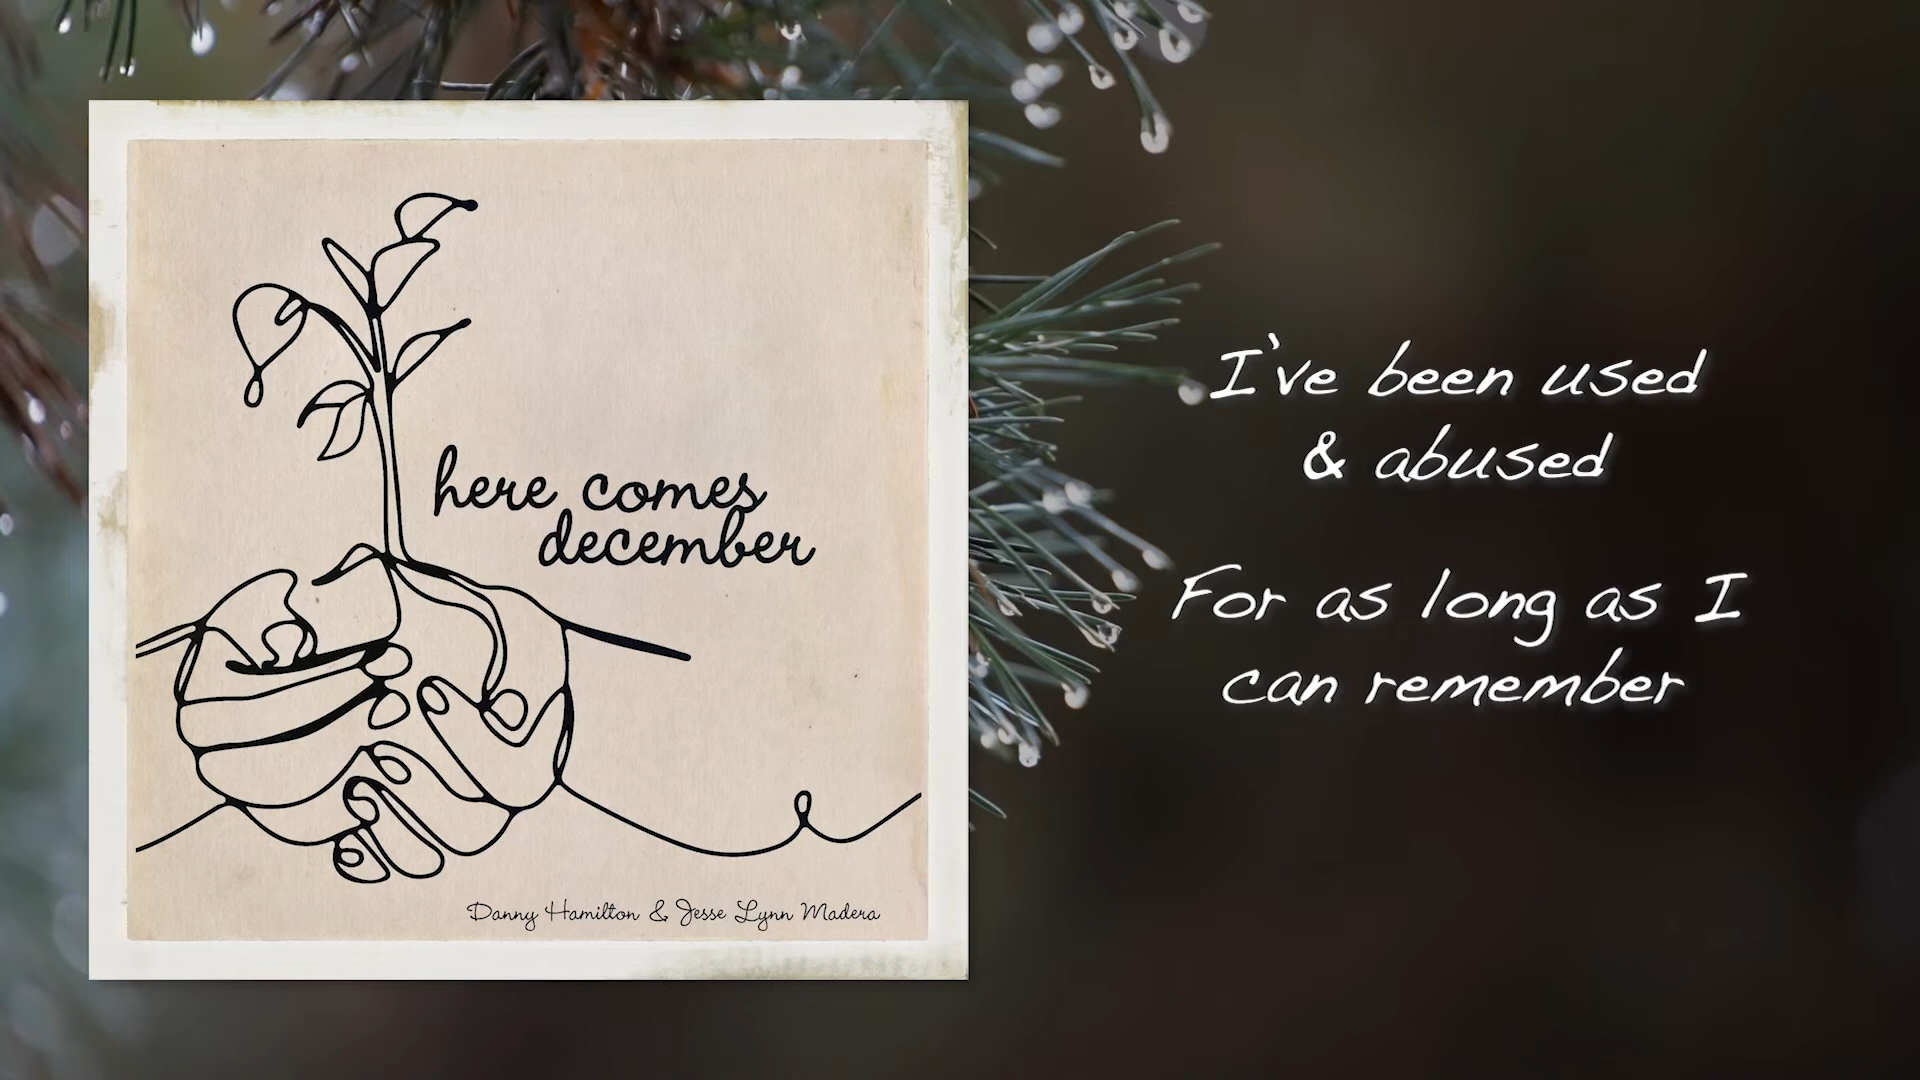 here comes
december
Danny Hamilton & Jesse Lynn Madera
I've been used
& abused
For as long as I
can remember